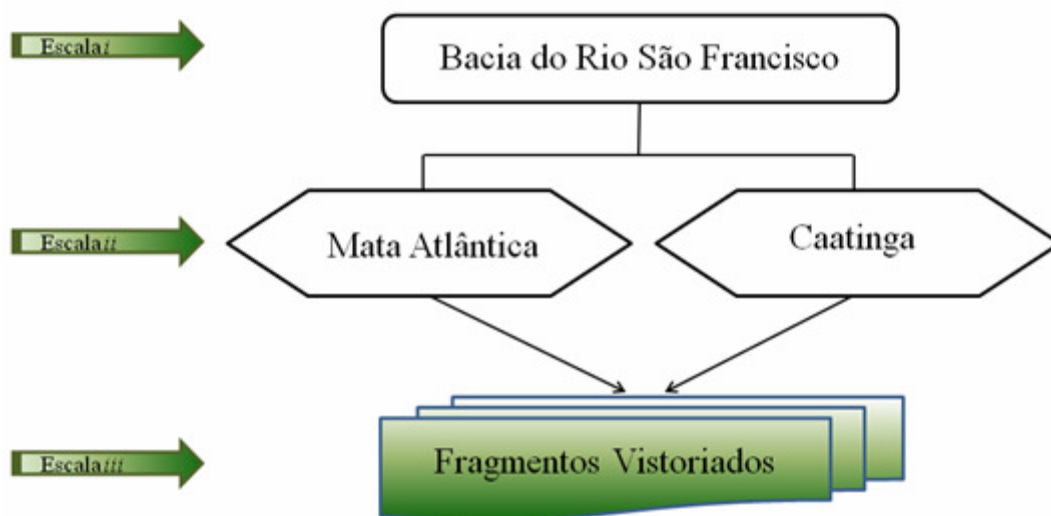 Escala i
Bacia do Rio São Francisco
Escala ii
Mata Atlântica
Caatinga
Escala iii
Fragmentos Vistoriados